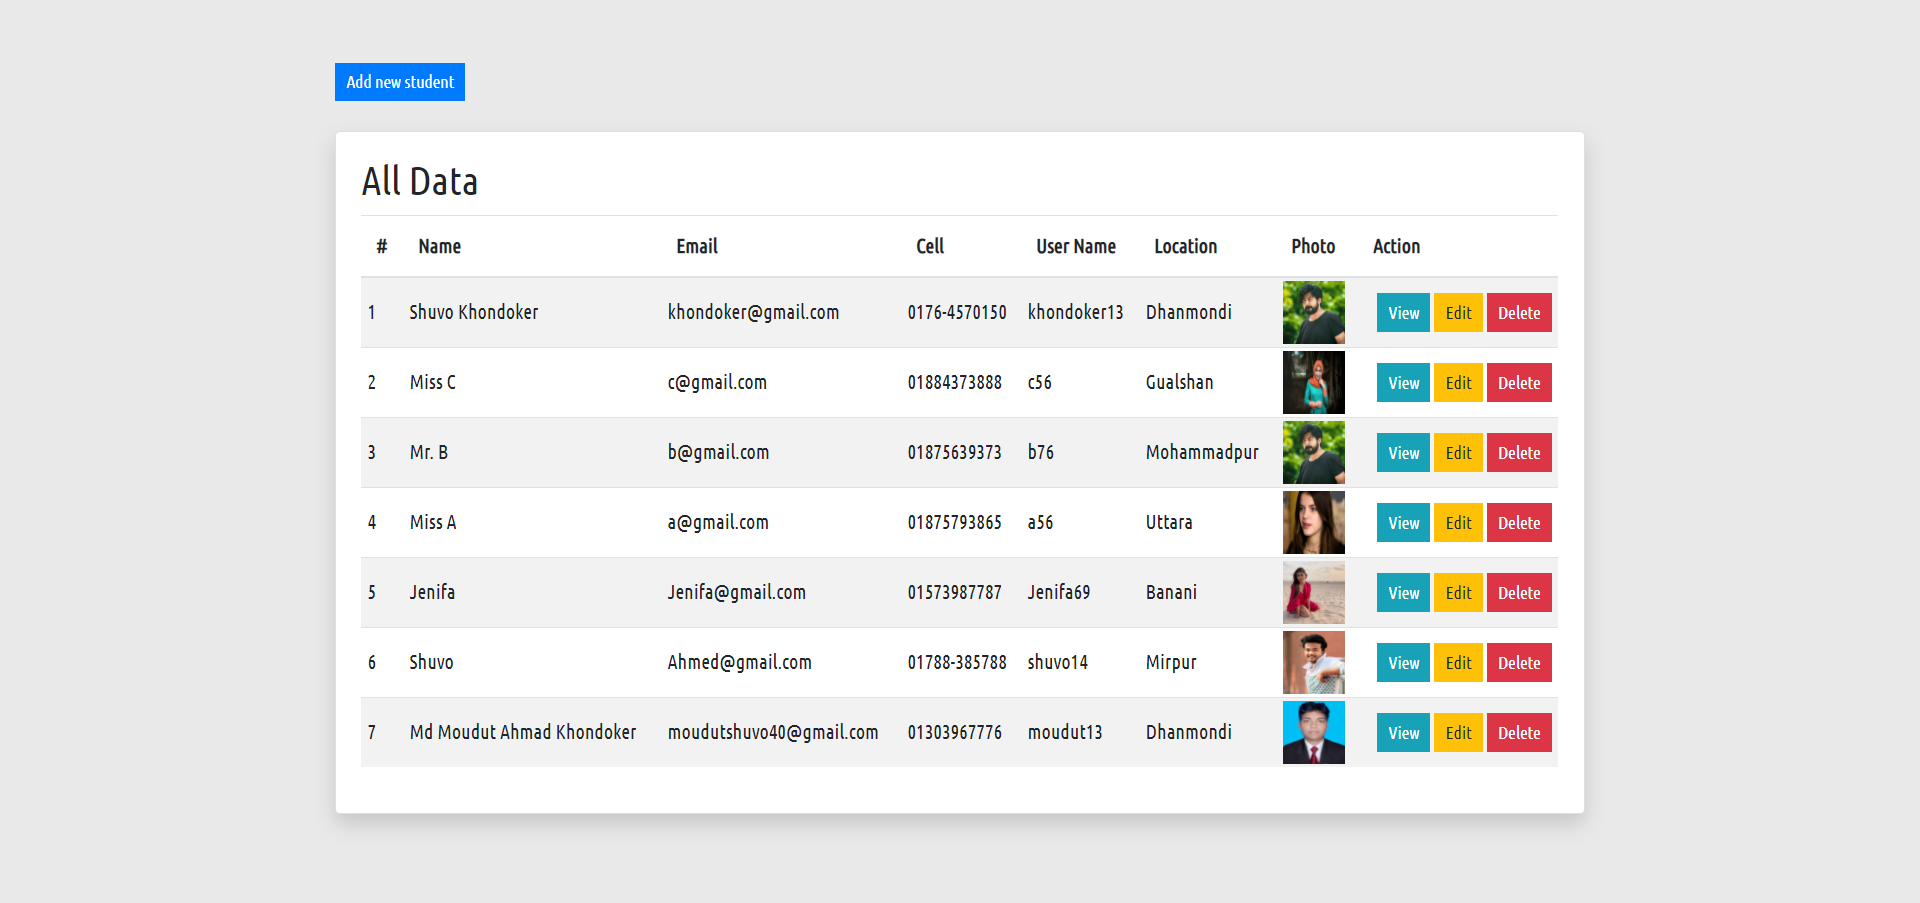 Add new student
All Data
# Name Email Cell User Name Location Photo Action
1 Shuvo Khondoker khondoker@gmail.com 0176-4570150 khondoker13 Dhanmondi View Edit Delete
2 Miss C c@gmail.com 01884373888 c56 Gualshan View Edit Delete
3 Mr. B b@gmail.com 01875639373 b76 Mohammadpur View Edit Delete
4 Miss A a@gmail.com 01875793865 a56 Uttara View Edit Delete
5 Jenifa Jenifa@gmail.com 01573987787 Jenifa69 Banani View Edit Delete
6 Shuvo Ahmed@gmail.com 01788-385788 shuvo14 Mirpur View Edit Delete
7 Md Moudut Ahmad Khondoker moudutshuvo40@gmail.com 01303967776 moudut13 Dhanmondi View Edit Delete